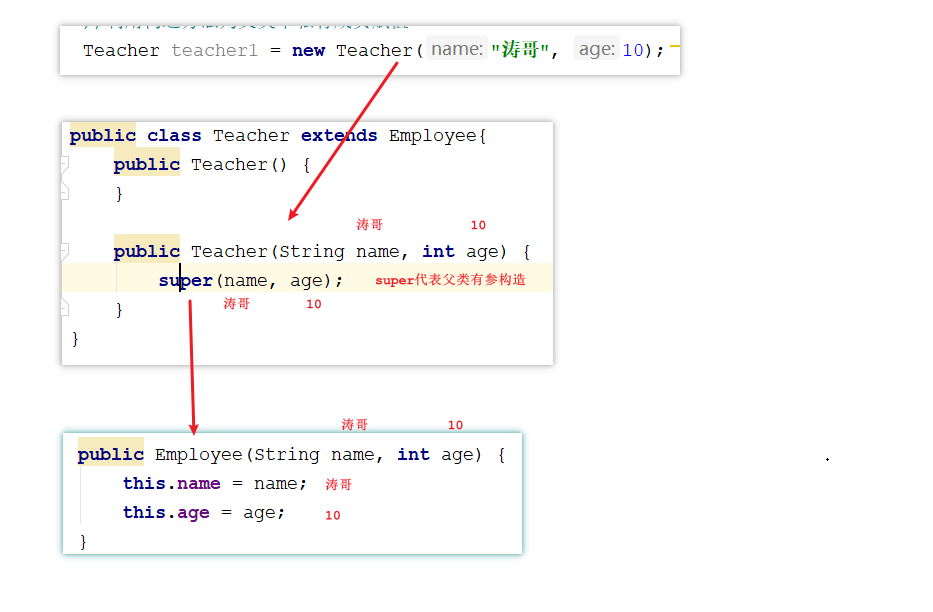 Teacher teacher1 = new Teacher( name: "涛哥", age: 10);
public class Teacher extends Employee{
public Teacher() {
}
涛哥 10
public Teacher(String name, int age) {
super(name, age); super代表父类有参构造
涛哥 10
}
}
涛哥 10
public Employee(String name, int age) {
this.name = name; 涛哥
this.age = age; 10
}